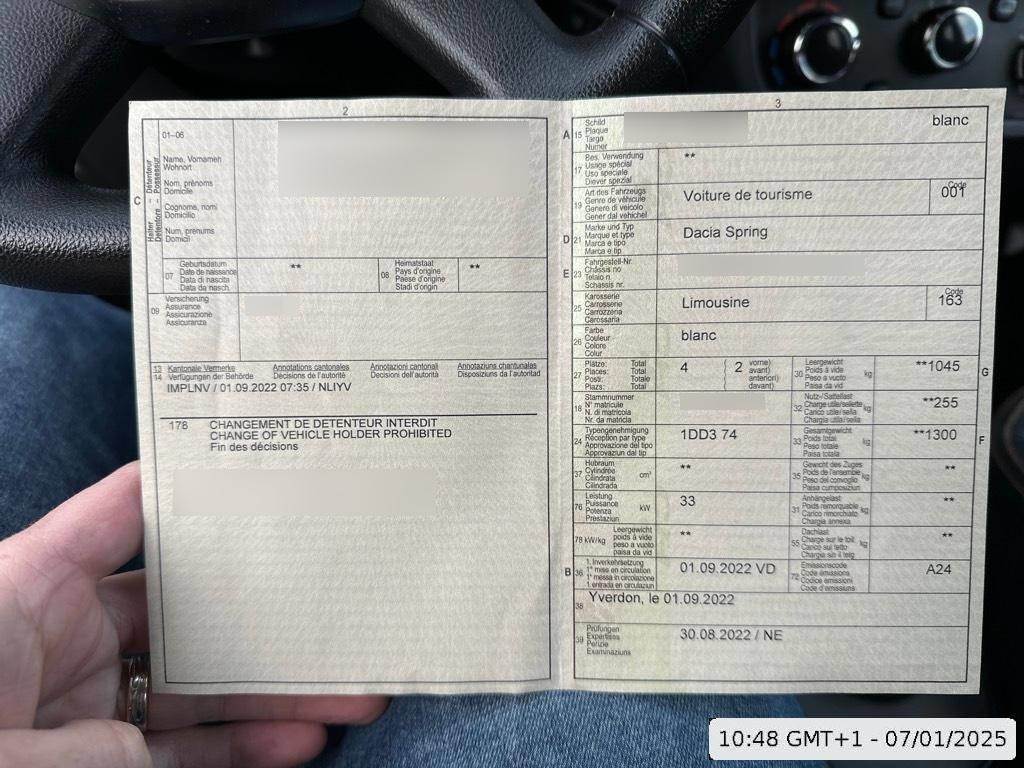 2
C
Halter – Détenteur
Detentore – Possessur
01–06
Name, Vornamen
Wohnort
Nom, prénoms
Domicile
Cognome, nomi
Domicilio
Num, prenums
Domicil
07
Geburtsdatum
Date de naissance
Data di nascita
Data da nasch.
**
08
Heimatstaat
Pays d'origine
Paese d'origine
Stadi d'origin
**
09
Versicherung
Assurance
Assicurazione
Assicuranza
13
14
Kantonale Vermerke
Verfügungen der Behörde
Annotations cantonales
Décisions de l'autorité
Annotazioni cantonali
Decisioni dell'autorità
Annotaziuns chantunalas
Disposiziuns da l'autoritad
IMPLNV / 01.09.2022 07:35 / NLIYV
178 CHANGEMENT DE DETENTEUR INTERDIT
CHANGE OF VEHICLE HOLDER PROHIBITED
Fin des décisions
3
A 15
Schild
Plaque
Targa
Numer
blanc
17
Bes. Verwendung
Usage spécial
Uso speciale
Diever spezial
**
19
Art des Fahrzeugs
Genre de véhicule
Genere di veicolo
Gener dal vehichel
Voiture de tourisme
Code
001
D 21
Marke und Typ
Marque et type
Marca e tipo
Marca e tip
Dacia Spring
E 23
Fahrgestell-Nr.
Châssis no
Telaio n.
Schassis nr.
25
Karosserie
Carrosserie
Carrozzeria
Carossaria
Limousine
Code
163
26
Farbe
Couleur
Colore
Colur
blanc
27
Plätze: Total
Places: Total
Posti: Totale
Plazs: Total
4
2
vorne)
avant)
anteriori)
davant)
30
Leergewicht
Poids à vide
Peso a vuoto
Paisa da vid
kg
**1045
G
18
Stammnummer
N° matricule
N. di matricola
Nr. da matricla
32
Nutz-/Sattellast
Charge utile/sellette
Carico utile/sella
Chargia utila/sella
kg
**255
24
Typengenehmigung
Réception par type
Approvazione del tipo
Approvaziun dal tip
1DD3 74
33
Gesamtgewicht
Poids total
Peso totale
Paisa totala
kg
**1300
F
37
Hubraum
Cylindrée
Cilindrata
Cilindrada
cm³
**
35
Gewicht des Zuges
Poids de l'ensemble
Peso del convoglio
Paisa cumposiziun
kg
**
76
Leistung
Puissance
Potenza
Prestaziun
kW
33
31
Anhängelast
Poids remorquable
Carico rimorchiato
Chargia annexa
kg
**
78 kW/kg
Leergewicht
poids à vide
peso a vuoto
paisa da vid
**
55
Dachlast
Charge sur le toit
Carico sul tetto
Chargia sin il tetg
kg
**
B 36
1. Inverkehrsetzung
1re mise en circulation
1a messa in circolazione
1. entrada en circulaziun
01.09.2022 VD
72
Emissionscode
Code émissions
Codice emissioni
Code d'emissiuns
A24
38
Yverdon, le 01.09.2022
39
Prüfungen
Expertises
Perizie
Examinaziuns
30.08.2022 / NE
10:48 GMT+1 - 07/01/2025